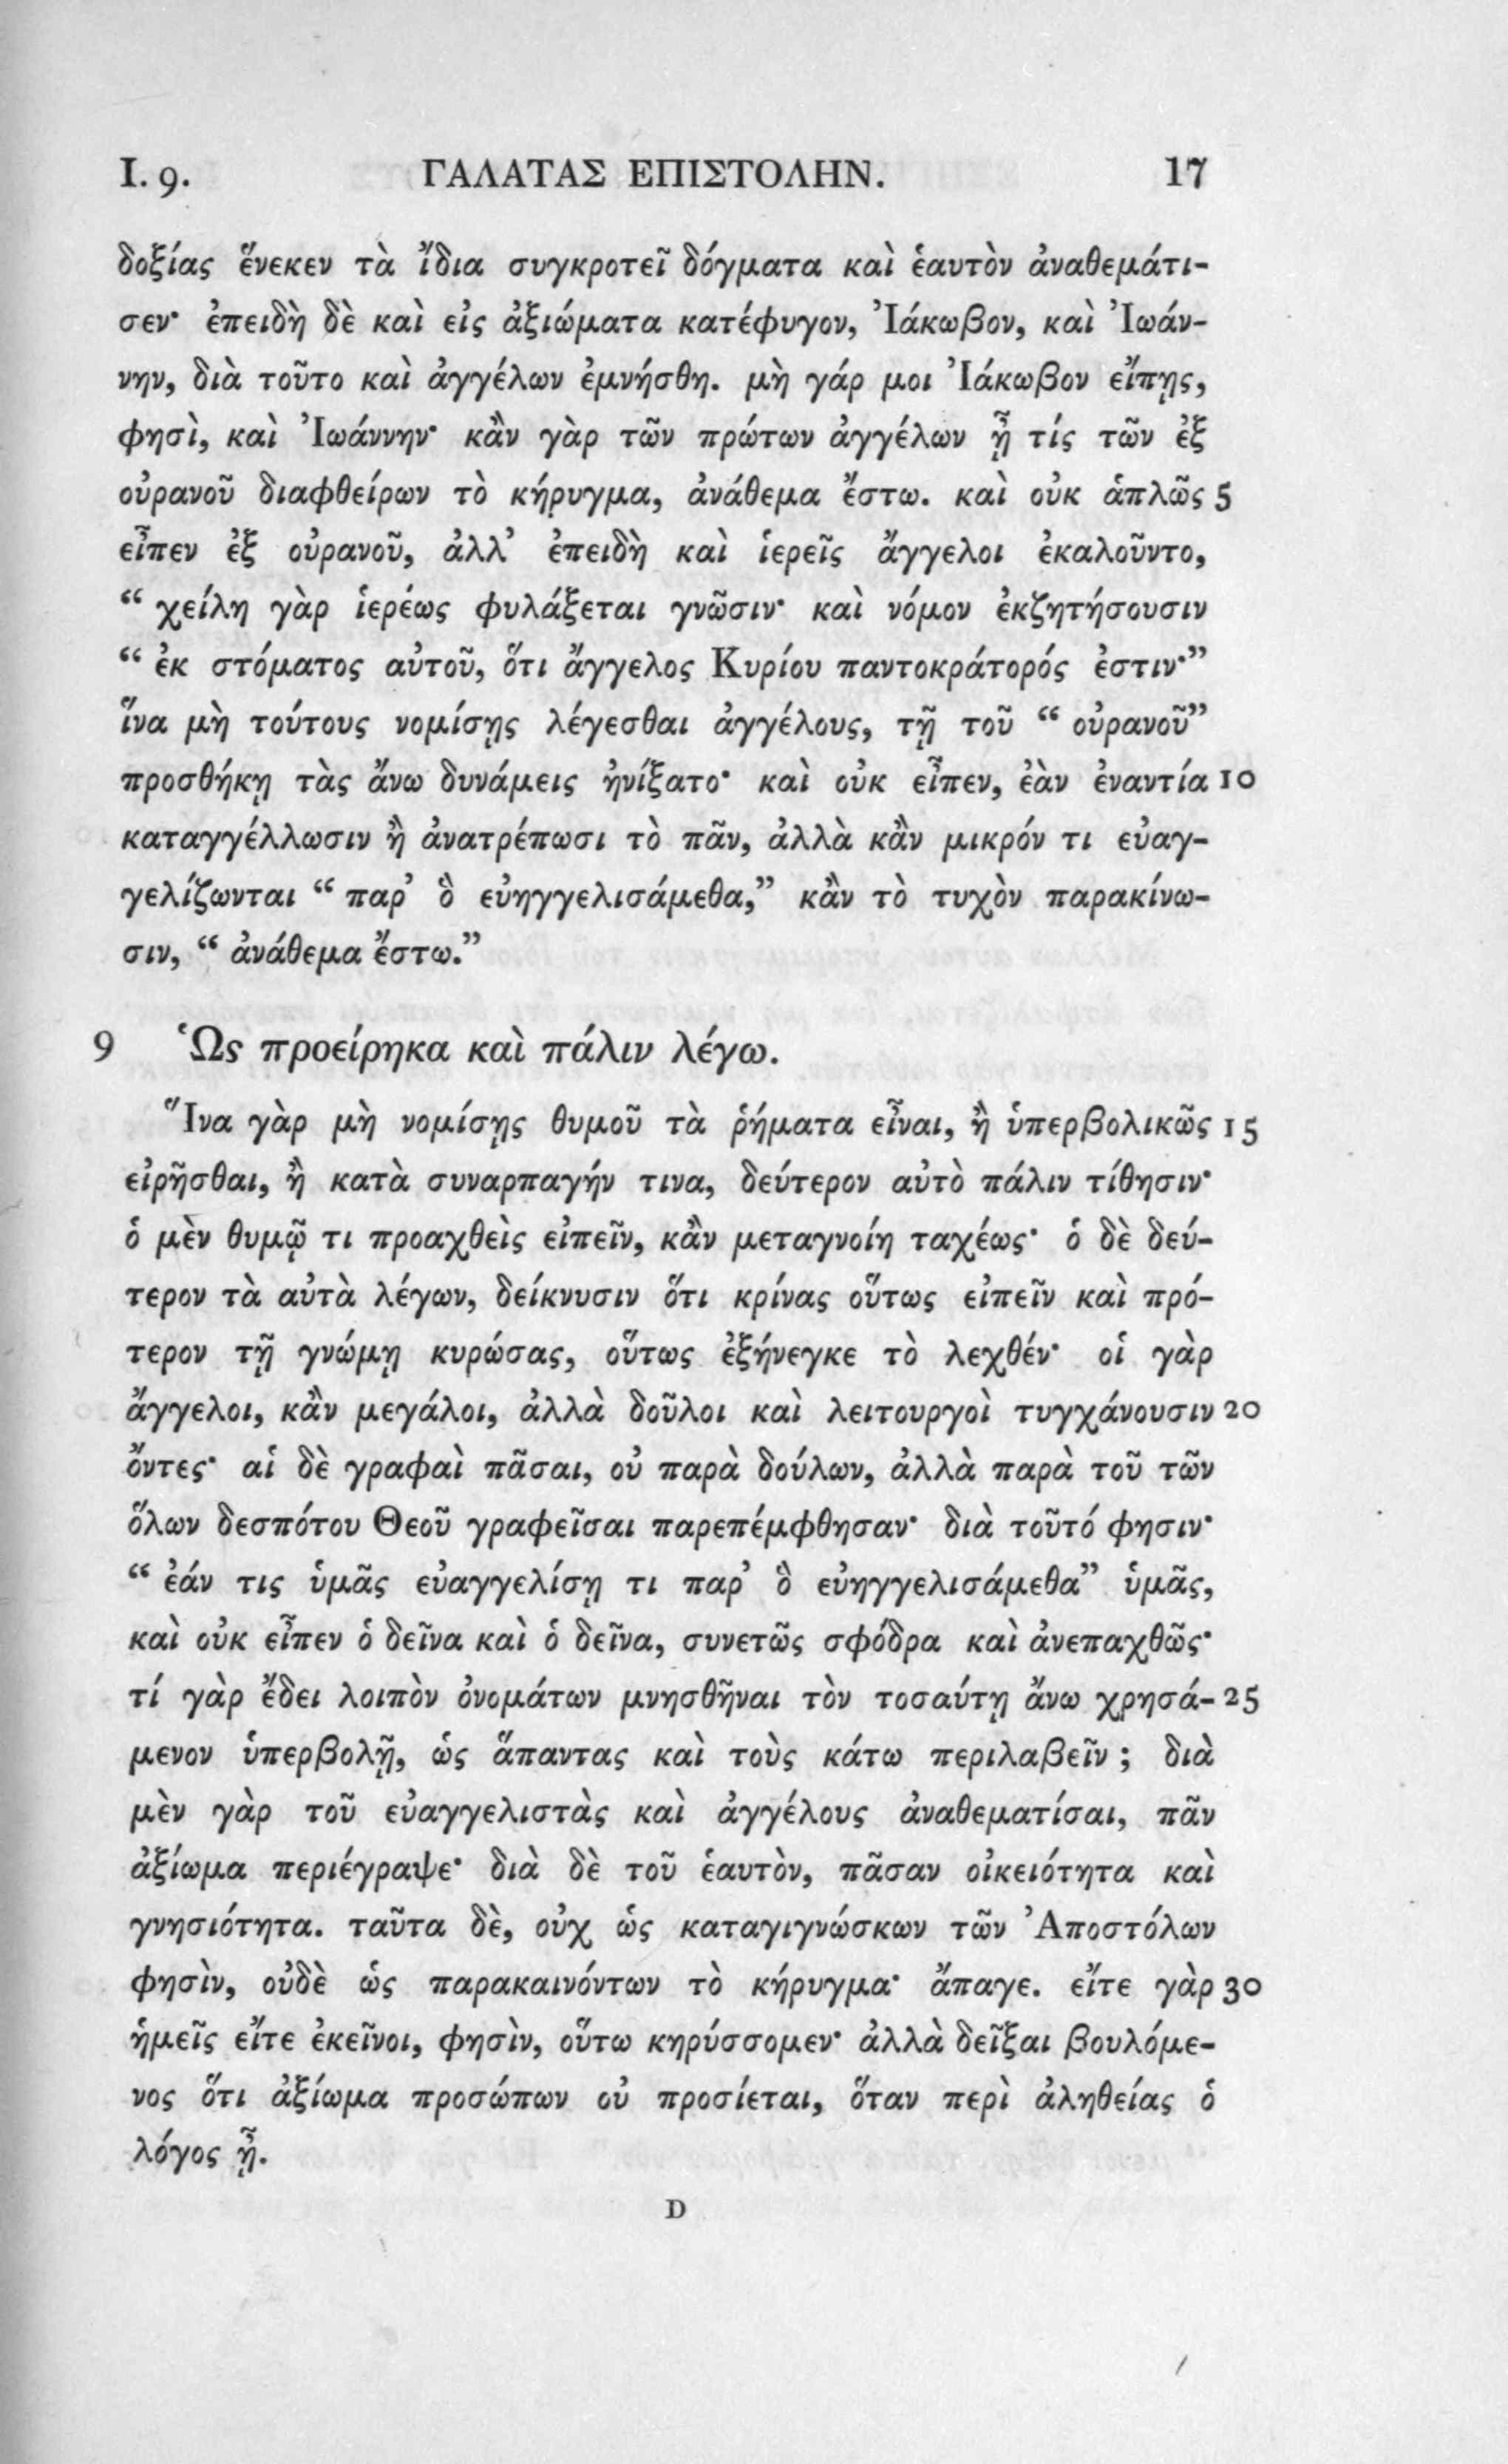 I. 9. ΓΑΛΑΤΑΣ ΕΠΙΣΤΟΛΗΝ. 17
δοξίας ἕνεκεν τὰ ἴδια συγκροτεῖ δόγματα καὶ ἑαυτὸν ἀναθεμάτι-
σεν· ἐπειδὴ δὲ καὶ εἰς ἀξιώματα κατέφυγον, Ἰάκωβον, καὶ Ἰωάν-
νην, διὰ τοῦτο καὶ ἀγγέλων ἐμνήσθη. μὴ γάρ μοι Ἰάκωβον εἴπῃς,
φησὶ, καὶ Ἰωάννην· κἂν γὰρ τῶν πρώτων ἀγγέλων ᾖ τίς τῶν ἐξ
οὐρανοῦ διαφθείρων τὸ κήρυγμα, ἀνάθεμα ἔστω. καὶ οὐκ ἁπλῶς 5
εἶπεν ἐξ οὐρανοῦ, ἀλλ’ ἐπειδὴ καὶ ἱερεῖς ἄγγελοι ἐκαλοῦντο,
“ χείλη γὰρ ἱερέως φυλάξεται γνῶσιν· καὶ νόμον ἐκζητήσουσιν
“ ἐκ στόματος αὐτοῦ, ὅτι ἄγγελος Κυρίου παντοκράτορός ἐστιν·”
ἵνα μὴ τούτους νομίσῃς λέγεσθαι ἀγγέλους, τῇ τοῦ “ οὐρανοῦ”
προσθήκῃ τὰς ἄνω δυνάμεις ᾐνίξατο· καὶ οὐκ εἶπεν, ἐὰν ἐναντία 10
καταγγέλλωσιν ἢ ἀνατρέπωσι τὸ πᾶν, ἀλλὰ κἂν μικρόν τι εὐαγ-
γελίζωνται “ παρ’ ὃ εὐηγγελισάμεθα,” κἂν τὸ τυχὸν παρακίνω-
σιν, “ ἀνάθεμα ἔστω.”
9 Ὡς προείρηκα καὶ πάλιν λέγω.
Ἵνα γὰρ μὴ νομίσῃς θυμοῦ τὰ ῥήματα εἶναι, ἢ ὑπερβολικῶς 15
εἰρῆσθαι, ἢ κατὰ συναρπαγήν τινα, δεύτερον αὐτὸ πάλιν τίθησιν·
ὁ μὲν θυμῷ τι προαχθεὶς εἰπεῖν, κἂν μεταγνοίη ταχέως· ὁ δὲ δεύ-
τερον τὰ αὐτὰ λέγων, δείκνυσιν ὅτι κρίνας οὕτως εἰπεῖν καὶ πρό-
τερον τῇ γνώμῃ κυρώσας, οὕτως ἐξήνεγκε τὸ λεχθέν· οἱ γὰρ
ἄγγελοι, κἂν μεγάλοι, ἀλλὰ δοῦλοι καὶ λειτουργοὶ τυγχάνουσιν 20
ὄντες· αἱ δὲ γραφαὶ πᾶσαι, οὐ παρὰ δούλων, ἀλλὰ παρὰ τοῦ τῶν
ὅλων δεσπότου Θεοῦ γραφεῖσαι παρεπέμφθησαν· διὰ τοῦτό φησιν·
“ ἐάν τις ὑμᾶς εὐαγγελίσῃ τι παρ’ ὃ εὐηγγελισάμεθα” ὑμᾶς,
καὶ οὐκ εἶπεν ὁ δεῖνα καὶ ὁ δεῖνα, συνετῶς σφόδρα καὶ ἀνεπαχθῶς·
τί γὰρ ἔδει λοιπὸν ὀνομάτων μνησθῆναι τὸν τοσαύτῃ ἄνω χρησά- 25
μενον ὑπερβολῇ, ὡς ἅπαντας καὶ τοὺς κάτω περιλαβεῖν ; διὰ
μὲν γὰρ τοῦ εὐαγγελιστὰς καὶ ἀγγέλους ἀναθεματίσαι, πᾶν
ἀξίωμα περιέγραψε· διὰ δὲ τοῦ ἑαυτὸν, πᾶσαν οἰκειότητα καὶ
γνησιότητα. ταῦτα δὲ, οὐχ ὡς καταγιγνώσκων τῶν Ἀποστόλων
φησὶν, οὐδὲ ὡς παρακαινόντων τὸ κήρυγμα· ἄπαγε. εἴτε γὰρ 30
ἡμεῖς εἴτε ἐκεῖνοι, φησὶν, οὕτω κηρύσσομεν· ἀλλὰ δεῖξαι βουλόμε-
νος ὅτι ἀξίωμα προσώπων οὐ προσίεται, ὅταν περὶ ἀληθείας ὁ
λόγος ᾖ.
D